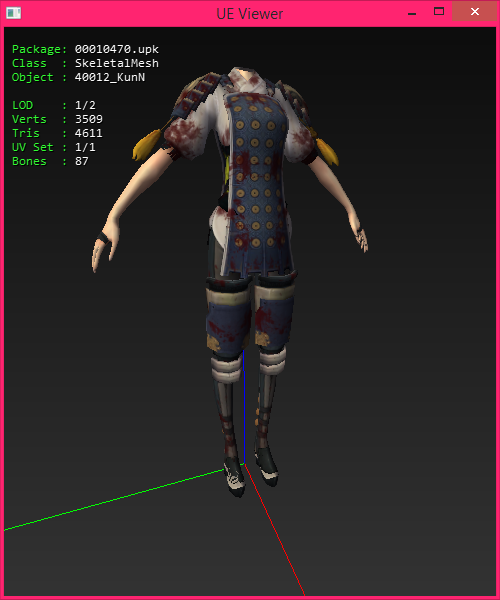 UE Viewer
Package: 00010470.upk
Class  : SkeletalMesh
Object : 40012_KunN
LOD    : 1/2
Verts  : 3509
Tris   : 4611
UV Set : 1/1
Bones  : 87